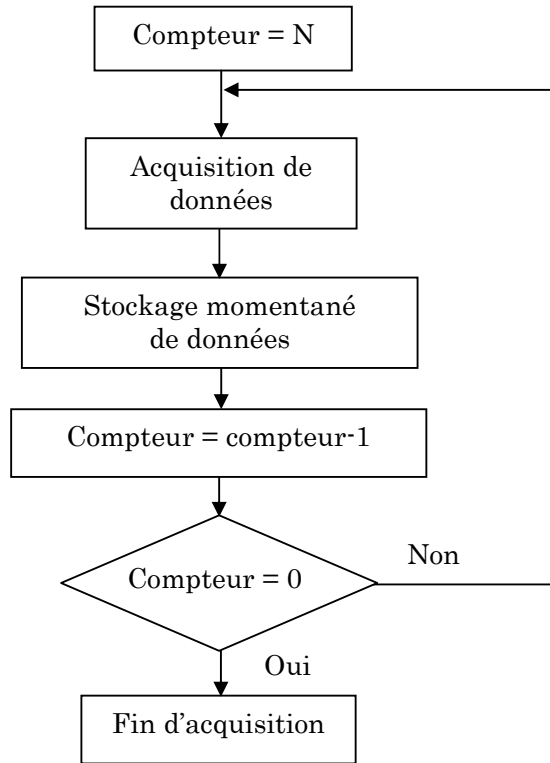 Compteur = N
Acquisition de
données
Stockage momentané
de données
Compteur = compteur-1
Compteur = 0
Non
Oui
Fin d’acquisition